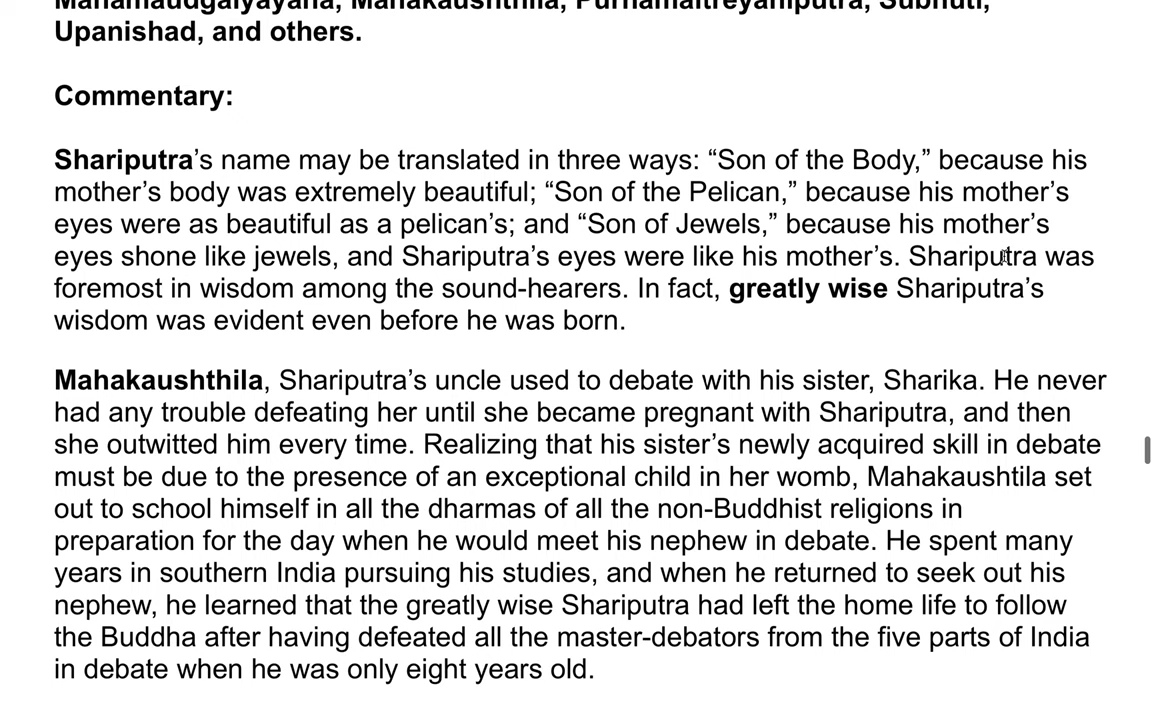 Mahamaudgalyayana, Mahakaushthila, Purnamaitreyaniputra, Subhuti,
Upanishad, and others.
Commentary:
Shariputra’s name may be translated in three ways: “Son of the Body,” because his
mother’s body was extremely beautiful; “Son of the Pelican,” because his mother’s
eyes were as beautiful as a pelican’s; and “Son of Jewels,” because his mother’s
eyes shone like jewels, and Shariputra’s eyes were like his mother’s. Shariputra was
foremost in wisdom among the sound-hearers. In fact, greatly wise Shariputra’s
wisdom was evident even before he was born.
Mahakaushthila, Shariputra’s uncle used to debate with his sister, Sharika. He never
had any trouble defeating her until she became pregnant with Shariputra, and then
she outwitted him every time. Realizing that his sister’s newly acquired skill in debate
must be due to the presence of an exceptional child in her womb, Mahakaushtila set
out to school himself in all the dharmas of all the non-Buddhist religions in
preparation for the day when he would meet his nephew in debate. He spent many
years in southern India pursuing his studies, and when he returned to seek out his
nephew, he learned that the greatly wise Shariputra had left the home life to follow
the Buddha after having defeated all the master-debators from the five parts of India
in debate when he was only eight years old.